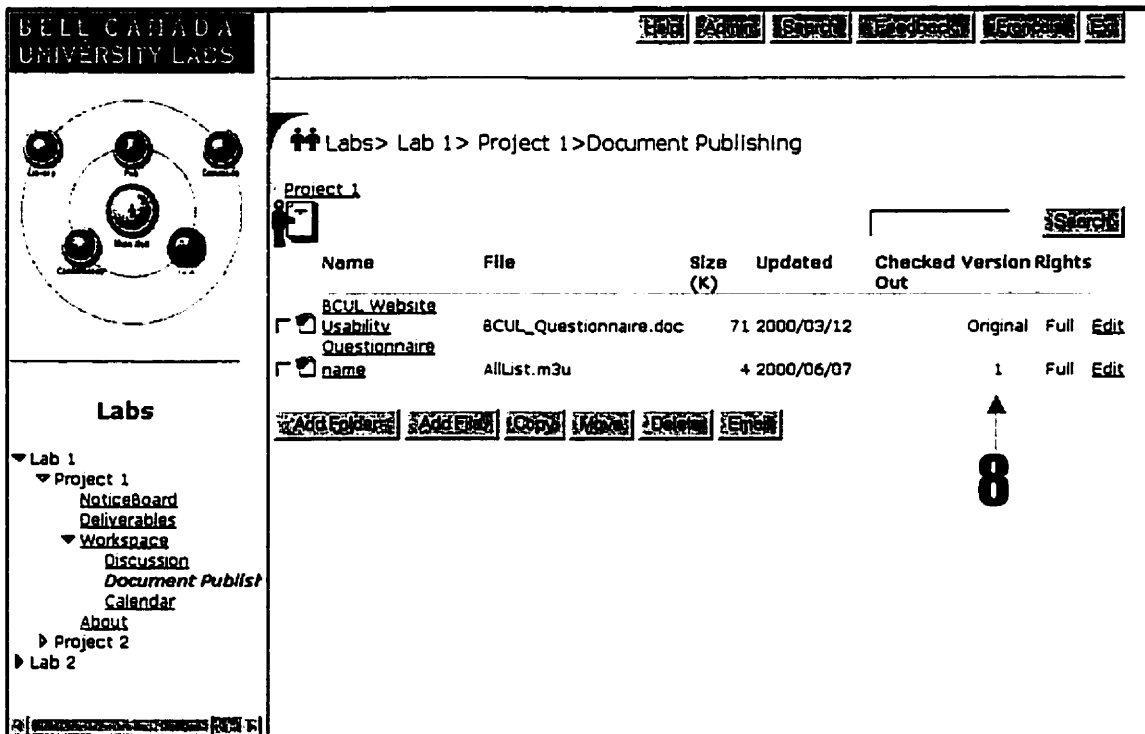 BELL CANADA
UNIVERSITY LABS
Help Admin Search Feedback Français Exit
Labs> Lab 1> Project 1>Document Publishing
Project 1
Search
Name File Size (K) Updated Checked Out Version Rights
BCUL Website Usability Questionnaire BCUL_Questionnaire.doc 71 2000/03/12 Original Full Edit
name AllList.m3u 4 2000/06/07 1 Full Edit
Add Folder Add File Copy Move Delete Email
8
Labs
Lab 1
Project 1
NoticeBoard
Deliverables
Workspace
Discussion
Document Publish
Calendar
About
Project 2
Lab 2